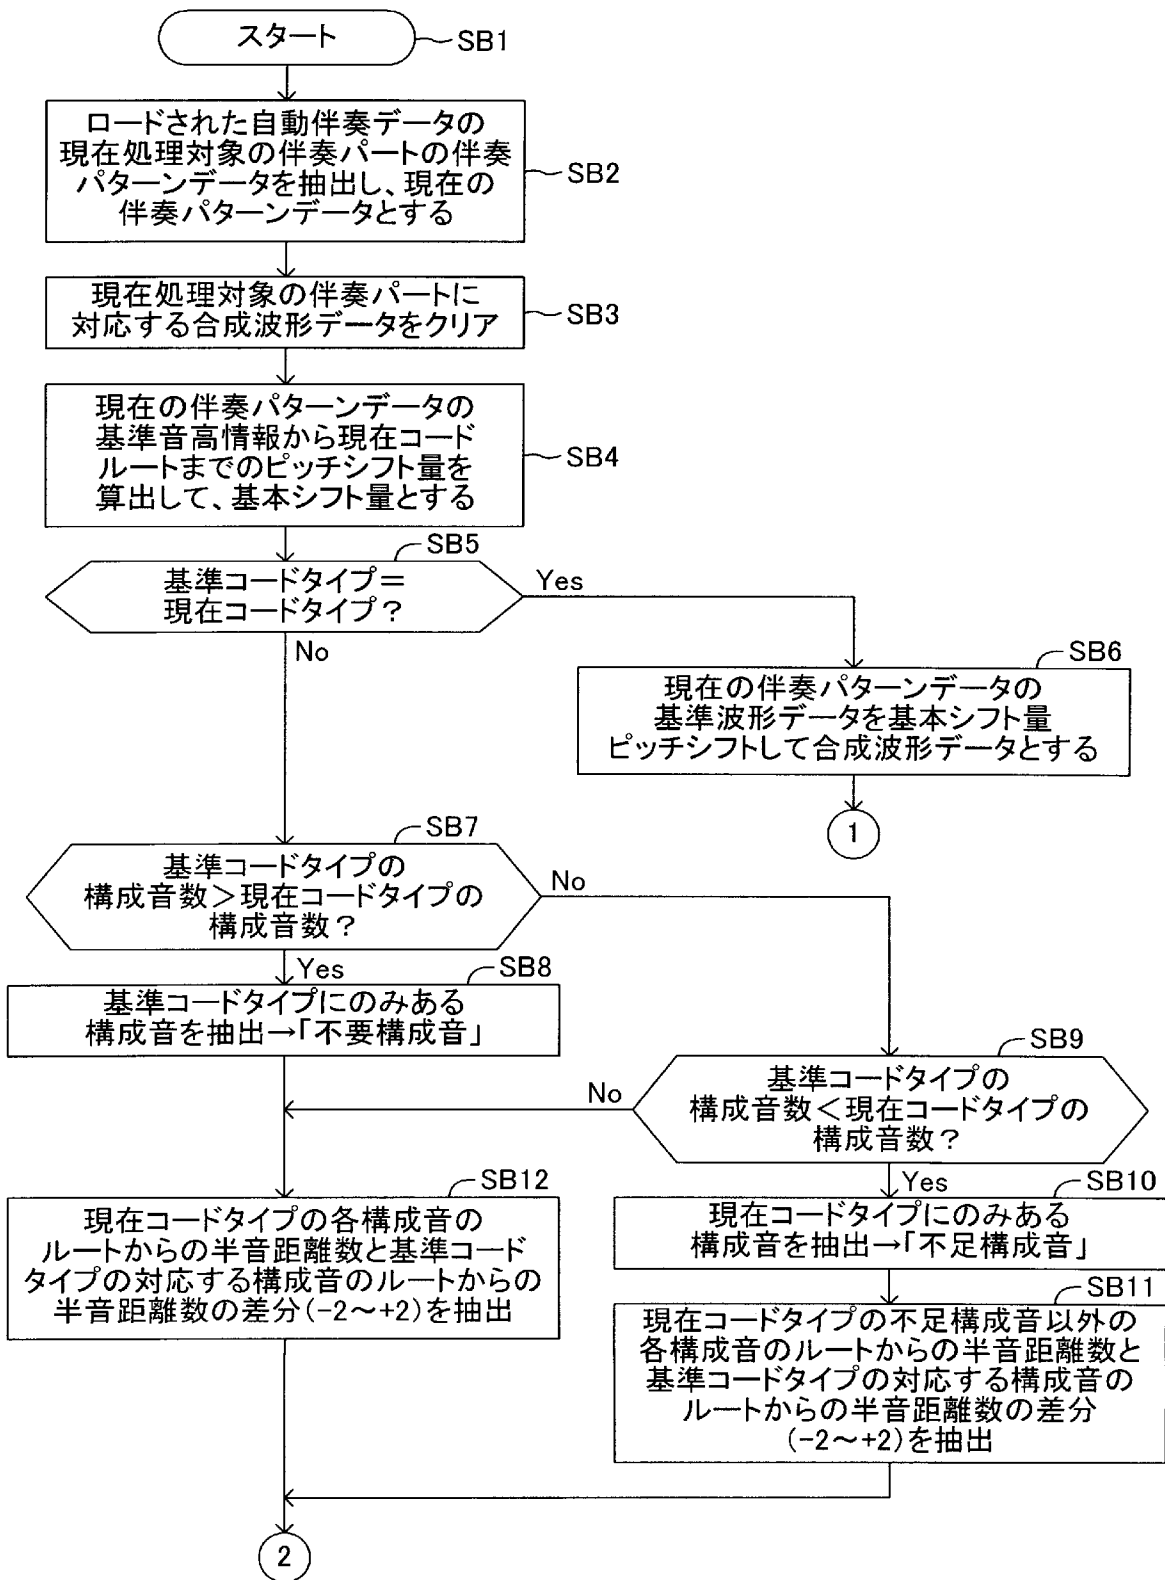 スタート
SB1
ロードされた自動伴奏データの
現在処理対象の伴奏パートの伴奏
パターンデータを抽出し、現在の
伴奏パターンデータとする
SB2
現在処理対象の伴奏パートに
対応する合成波形データをクリア
SB3
現在の伴奏パターンデータの
基準音高情報から現在コード
ルートまでのピッチシフト量を
算出して、基本シフト量とする
SB4
SB5
基準コードタイプ＝
現在コードタイプ？
Yes
No
SB6
現在の伴奏パターンデータの
基準波形データを基本シフト量
ピッチシフトして合成波形データとする
1
SB7
基準コードタイプの
構成音数＞現在コードタイプの
構成音数？
No
Yes
SB8
基準コードタイプにのみある
構成音を抽出→「不要構成音」
SB9
基準コードタイプの
構成音数＜現在コードタイプの
構成音数？
No
Yes
SB10
現在コードタイプにのみある
構成音を抽出→「不足構成音」
SB12
現在コードタイプの各構成音の
ルートからの半音距離数と基準コード
タイプの対応する構成音のルートからの
半音距離数の差分(-2～+2)を抽出
SB11
現在コードタイプの不足構成音以外の
各構成音のルートからの半音距離数と
基準コードタイプの対応する構成音の
ルートからの半音距離数の差分
(-2～+2)を抽出
2